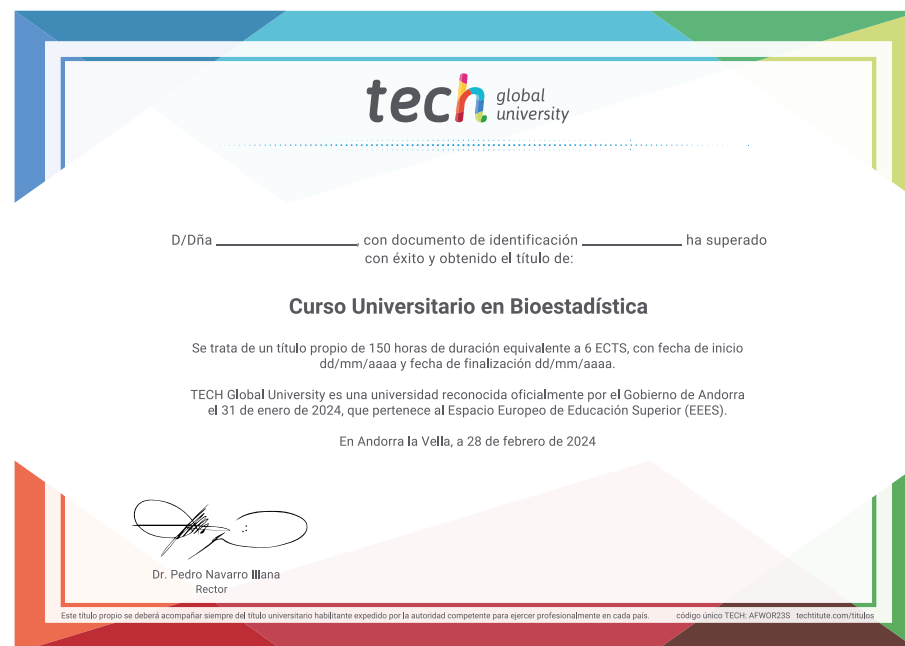 tech global university
D/Dña ________________, con documento de identificación ___________ ha superado
con éxito y obtenido el título de:
Curso Universitario en Bioestadística
Se trata de un título propio de 150 horas de duración equivalente a 6 ECTS, con fecha de inicio
dd/mm/aaaa y fecha de finalización dd/mm/aaaa.
TECH Global University es una universidad reconocida oficialmente por el Gobierno de Andorra
el 31 de enero de 2024, que pertenece al Espacio Europeo de Educación Superior (EEES).
En Andorra la Vella, a 28 de febrero de 2024
Dr. Pedro Navarro Illana
Rector
Este título propio se deberá acompañar siempre del título universitario habilitante expedido por la autoridad competente para ejercer profesionalmente en cada país. código único TECH: AFWOR23S techtitute.com/titulos